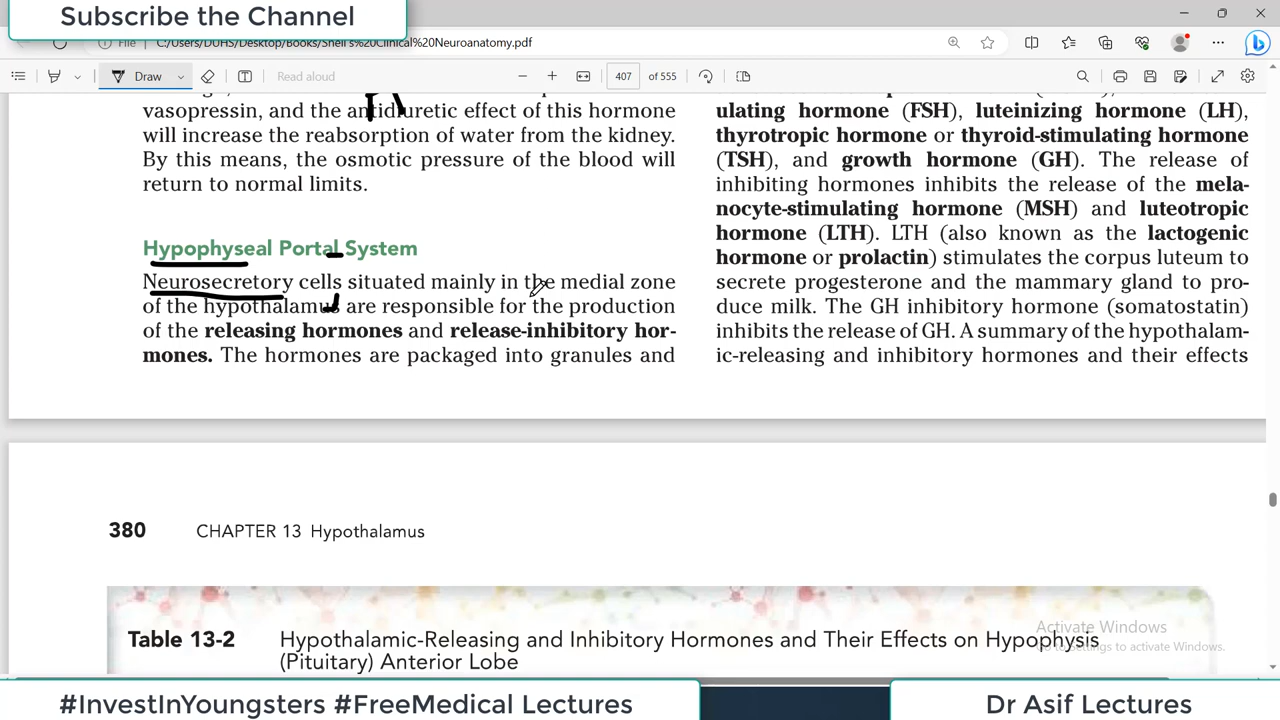 Subscribe the Channel
File C:/Users/DUHS/Desktop/Books/Snell's%20Clinical%20Neuroanatomy.pdf
Draw
Read aloud
407 of 555
vasopressin, and the antidiuretic effect of this hormone
will increase the reabsorption of water from the kidney.
By this means, the osmotic pressure of the blood will
return to normal limits.
Hypophyseal Portal System
Neurosecretory cells situated mainly in the medial zone
of the hypothalamus are responsible for the production
of the releasing hormones and release-inhibitory hor-
mones. The hormones are packaged into granules and
ulating hormone (FSH), luteinizing hormone (LH),
thyrotropic hormone or thyroid-stimulating hormone
(TSH), and growth hormone (GH). The release of
inhibiting hormones inhibits the release of the mela-
nocyte-stimulating hormone (MSH) and luteotropic
hormone (LTH). LTH (also known as the lactogenic
hormone or prolactin) stimulates the corpus luteum to
secrete progesterone and the mammary gland to pro-
duce milk. The GH inhibitory hormone (somatostatin)
inhibits the release of GH. A summary of the hypothalam-
ic-releasing and inhibitory hormones and their effects
380 CHAPTER 13 Hypothalamus
Table 13-2 Hypothalamic-Releasing and Inhibitory Hormones and Their Effects on Hypophysis
(Pituitary) Anterior Lobe
Activate Windows
Go to Settings to activate Windows.
#InvestInYoungsters #FreeMedical Lectures
Dr Asif Lectures